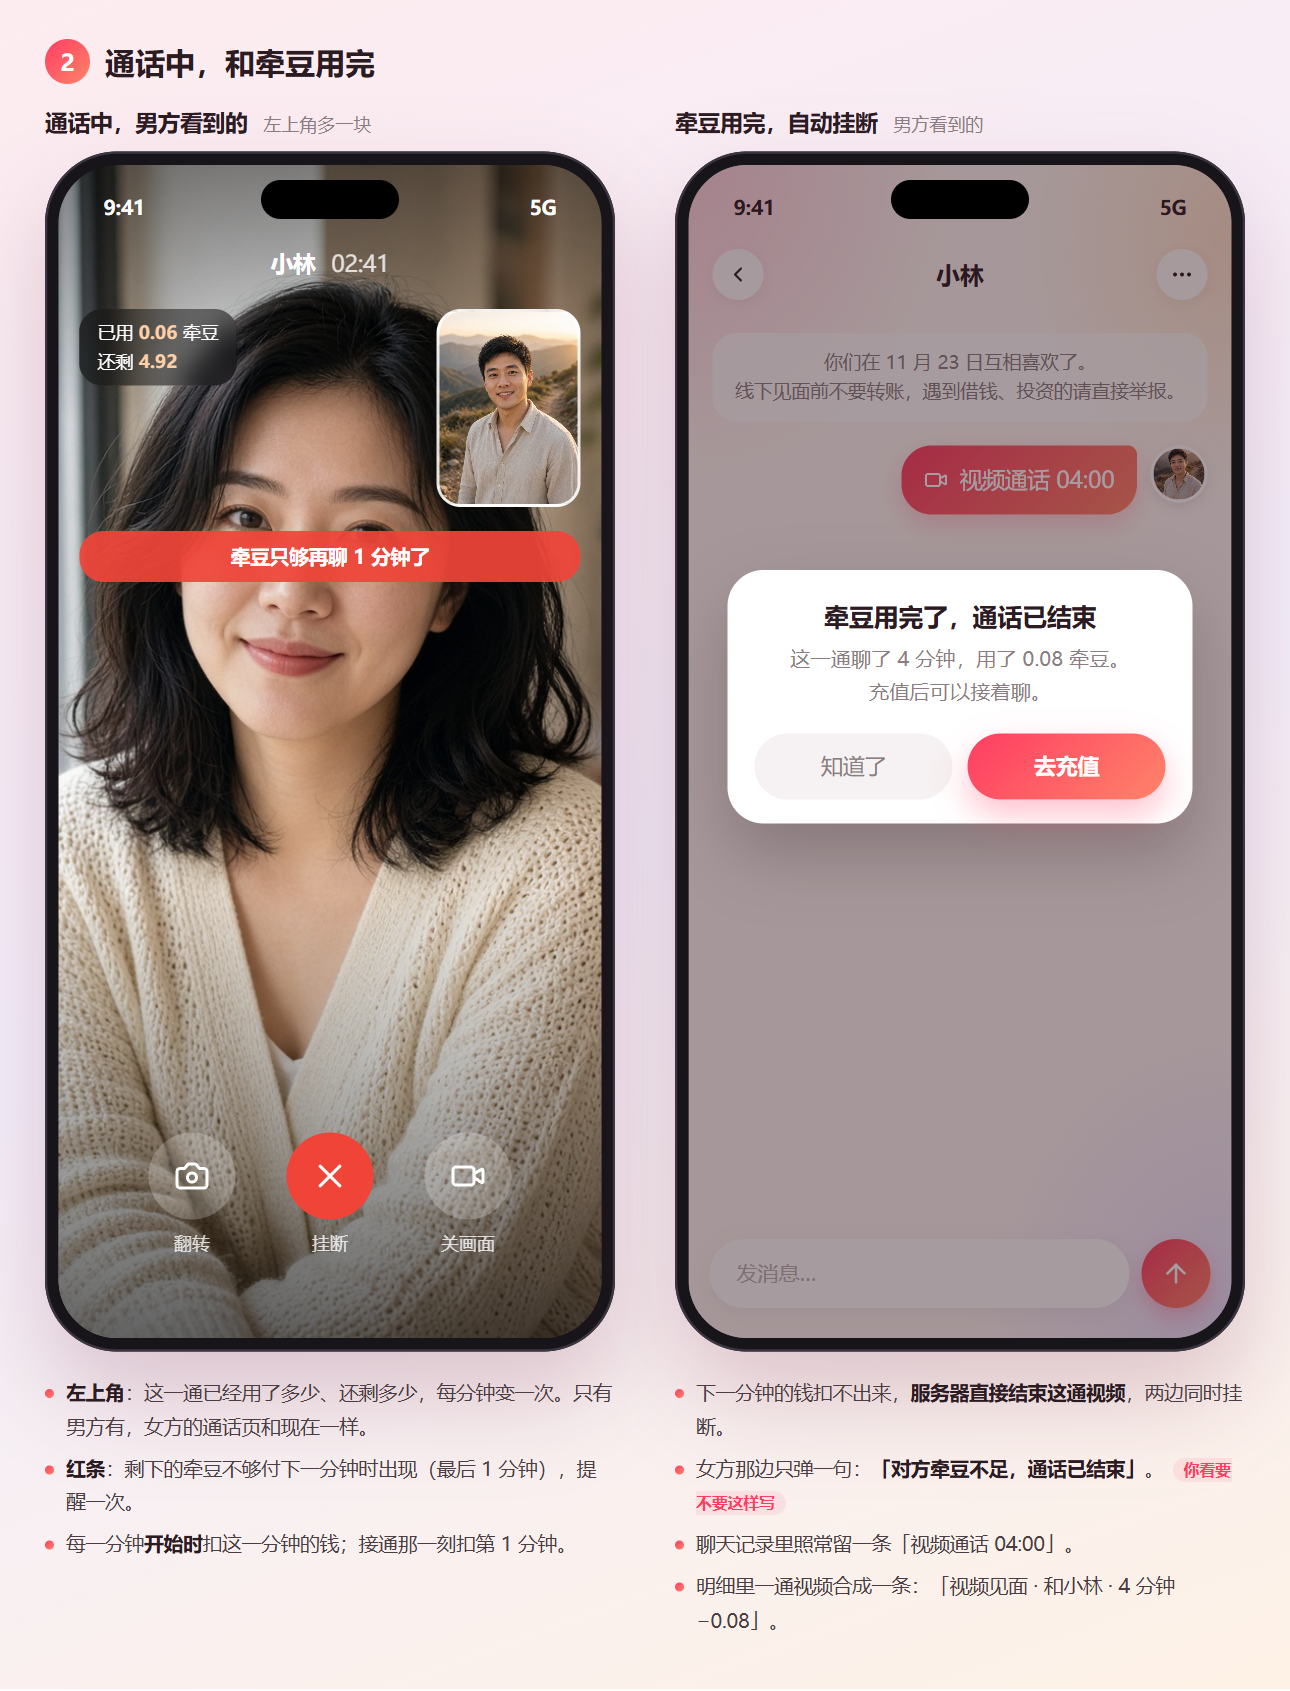 2 通话中，和牵豆用完
通话中，男方看到的 左上角多一块
9:41
5G
小林 02:41
已用 0.06 牵豆
还剩 4.92
牵豆只够再聊 1 分钟了
翻转
挂断
关画面
左上角：这一通已经用了多少、还剩多少，每分钟变一次。只有
男方有，女方的通话页和现在一样。
红条：剩下的牵豆不够付下一分钟时出现（最后 1 分钟），提
醒一次。
每一分钟开始时扣这一分钟的钱；接通那一刻扣第 1 分钟。
牵豆用完，自动挂断 男方看到的
9:41
5G
小林
你们在 11 月 23 日互相喜欢了。
线下见面前不要转账，遇到借钱、投资的请直接举报。
视频通话 04:00
牵豆用完了，通话已结束
这一通聊了 4 分钟，用了 0.08 牵豆。
充值后可以接着聊。
知道了
去充值
发消息...
下一分钟的钱扣不出来，服务器直接结束这通视频，两边同时挂
断。
女方那边只弹一句：「对方牵豆不足，通话已结束」。 你看要
不要这样写
聊天记录里照常留一条「视频通话 04:00」。
明细里一通视频合成一条：「视频见面 · 和小林 · 4 分钟
−0.08」。